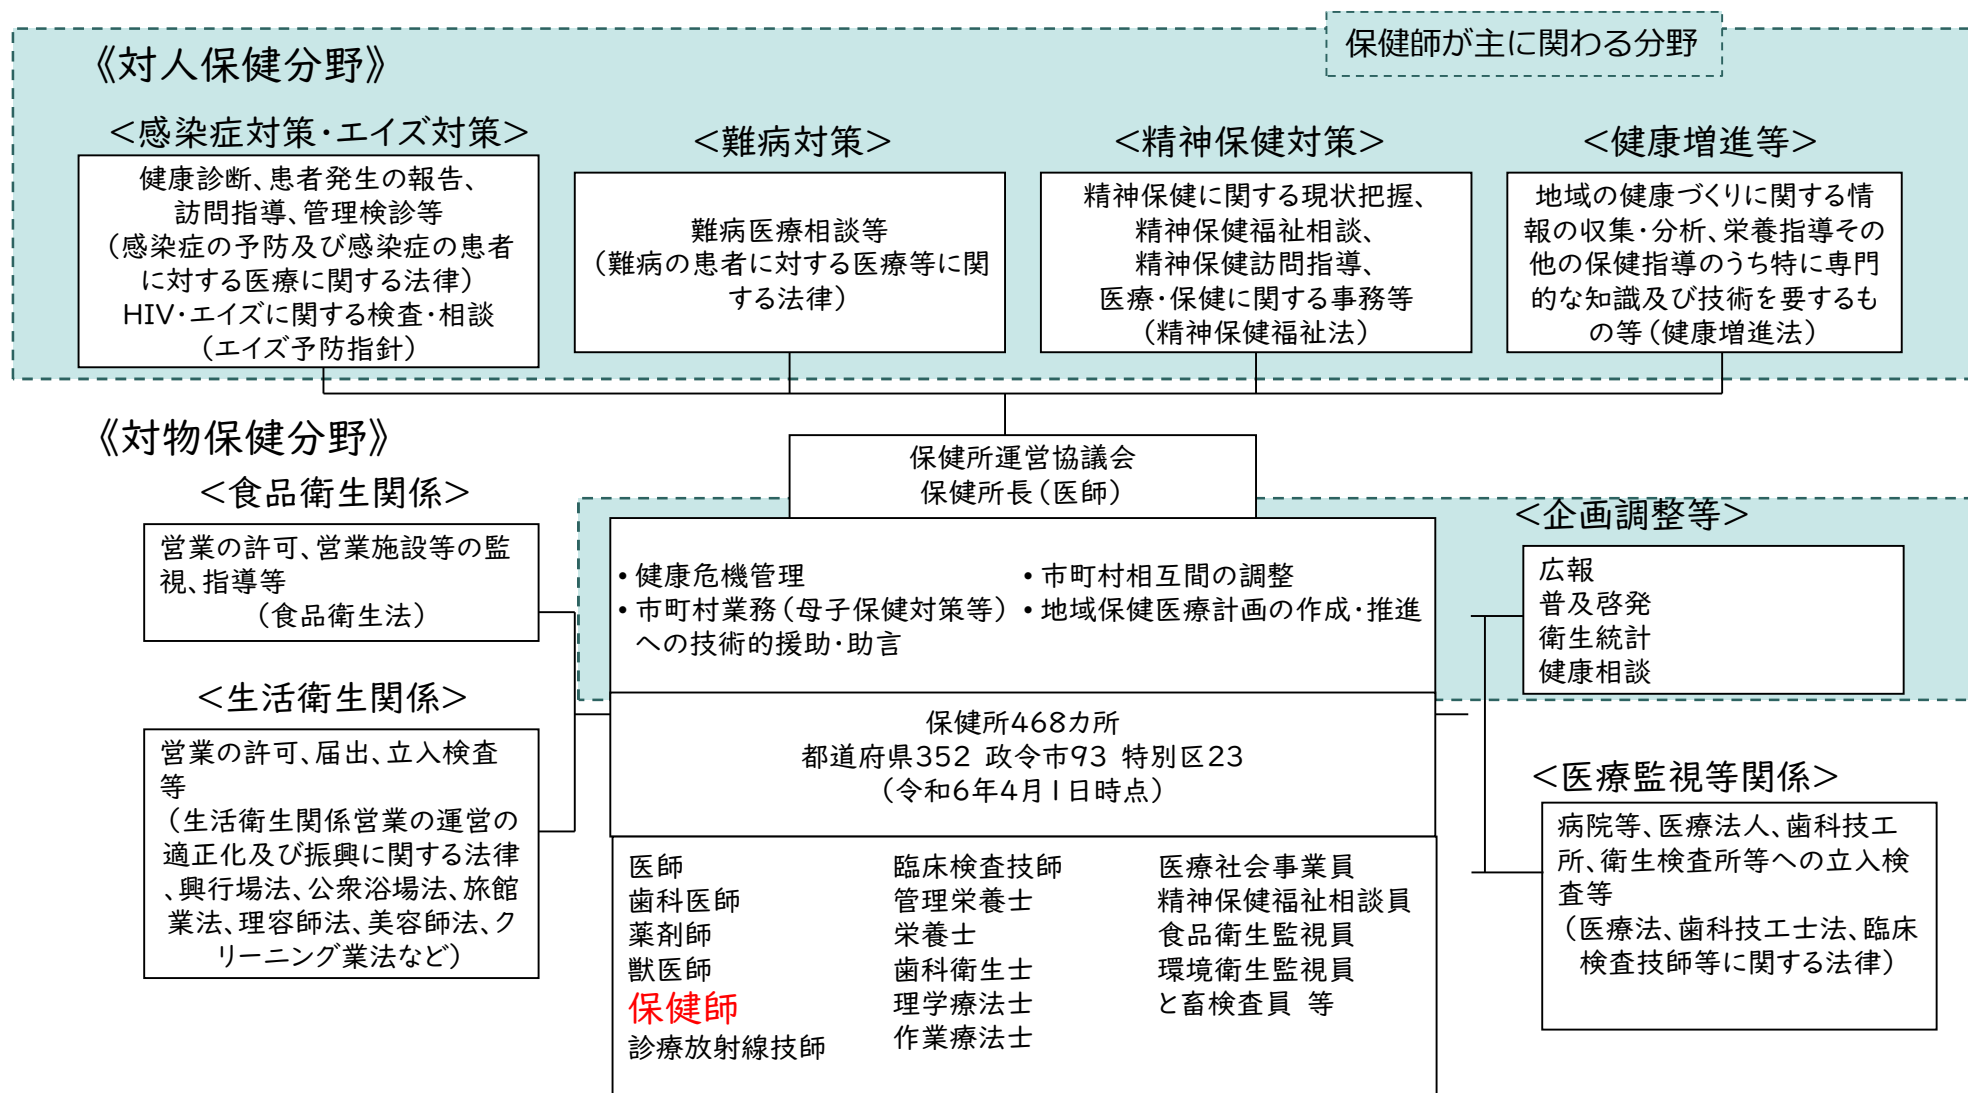 保健師が主に関わる分野
《対人保健分野》
<感染症対策・エイズ対策>
健康診断、患者発生の報告、
訪問指導、管理検診等
(感染症の予防及び感染症の患者
に対する医療に関する法律)
HIV・エイズに関する検査・相談
(エイズ予防指針)
<難病対策>
難病医療相談等
(難病の患者に対する医療等に関
する法律)
<精神保健対策>
精神保健に関する現状把握、
精神保健福祉相談、
精神保健訪問指導、
医療・保健に関する事務等
(精神保健福祉法)
<健康増進等>
地域の健康づくりに関する情
報の収集・分析、栄養指導その
他の保健指導のうち特に専門
的な知識及び技術を要するも
の等(健康増進法)
《対物保健分野》
<食品衛生関係>
営業の許可、営業施設等の監
視、指導等
(食品衛生法)
<生活衛生関係>
営業の許可、届出、立入検査
等
(生活衛生関係営業の運営の
適正化及び振興に関する法律
、興行場法、公衆浴場法、旅館
業法、理容師法、美容師法、ク
リーニング業法など)
保健所運営協議会
保健所長(医師)
• 健康危機管理
• 市町村業務(母子保健対策等)
への技術的援助・助言
• 市町村相互間の調整
• 地域保健医療計画の作成・推進
保健所468カ所
都道府県352 政令市93 特別区23
(令和6年4月1日時点)
医師
歯科医師
薬剤師
獣医師
保健師
診療放射線技師
臨床検査技師
管理栄養士
栄養士
歯科衛生士
理学療法士
作業療法士
医療社会事業員
精神保健福祉相談員
食品衛生監視員
環境衛生監視員
と畜検査員 等
<企画調整等>
広報
普及啓発
衛生統計
健康相談
<医療監視等関係>
病院等、医療法人、歯科技工
所、衛生検査所等への立入検
査等
(医療法、歯科技工士法、臨床
検査技師等に関する法律)